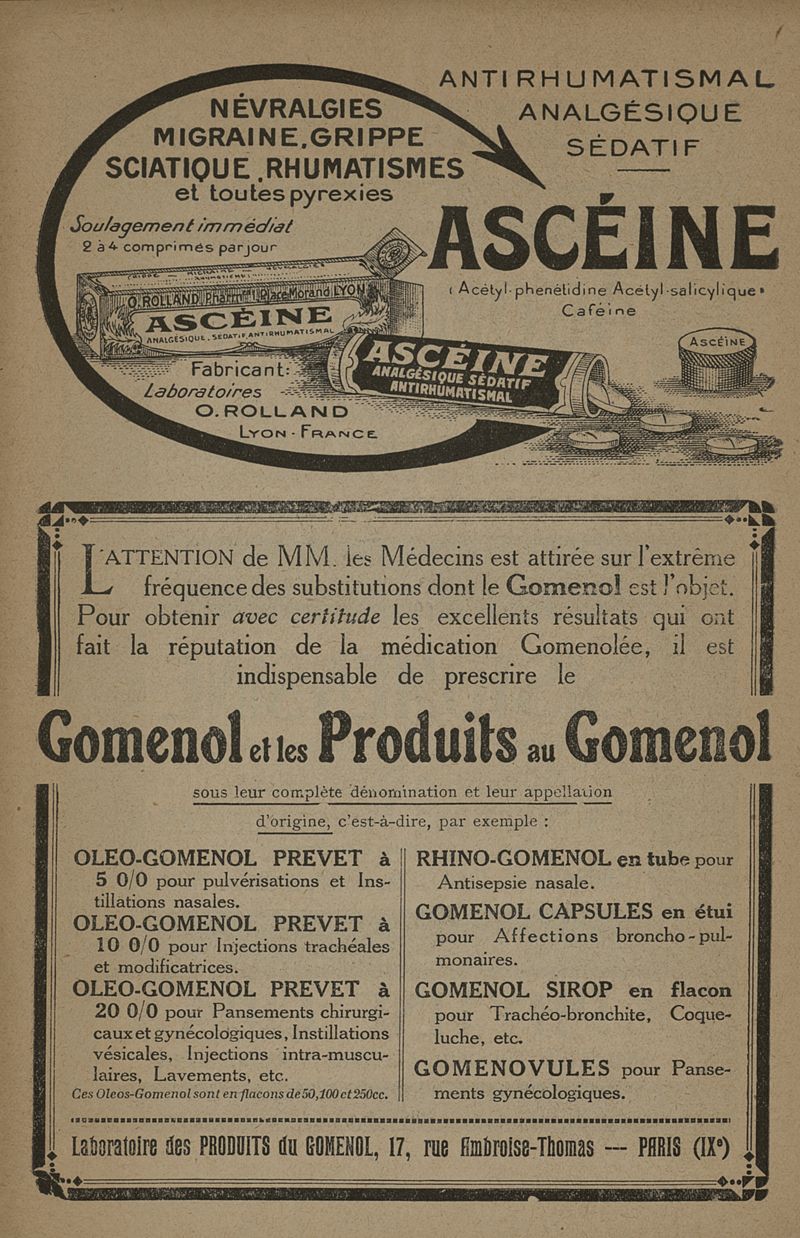 ANTIRHUMATISMAL
ANALGÉSIQUE
SÉDATIF
NÉVRALGIES
MIGRAINE, GRIPPE
SCIATIQUE, RHUMATISMES
et toutes pyrexies
Soulagement immédiat
2 à 4 comprimés par jour
ASCÉINE
(Acétyl-phenétidine Acétyl-salicylique)
Caféine
O. ROLLAND Pharmen 1 Place Morand LYON
ASCÉINE
ANALGÉSIQUE. SÉDATIF ANTIRHUMATISMAL
ASCÉINE
ANALGÉSIQUE SÉDATIF
ANTIRHUMATISMAL
ASCÉINE
Fabricant:
Laboratoires
O. ROLLAND
LYON - FRANCE
L'ATTENTION de MM. les Médecins est attirée sur l'extrême
fréquence des substitutions dont le Gomenol est l'objet.
Pour obtenir avec certitude les excellents résultats qui ont
fait la réputation de la médication Gomenolée, il est
indispensable de prescrire le
Gomenol et les Produits au Gomenol
sous leur complète dénomination et leur appellation
d'origine, c'est-à-dire, par exemple :
OLEO-GOMENOL PREVET à
5 0/0 pour pulvérisations et Ins-
tillations nasales.
OLEO-GOMENOL PREVET à
10 0/0 pour Injections trachéales
et modificatrices.
OLEO-GOMENOL PREVET à
20 0/0 pour Pansements chirurgi-
caux et gynécologiques, Instillations
vésicales, Injections intra-muscu-
laires, Lavements, etc.
Ces Oleos-Gomenol sont en flacons de 50, 100 et 250cc.
RHINO-GOMENOL en tube pour
Antisepsie nasale.
GOMENOL CAPSULES en étui
pour Affections broncho-pul-
monaires.
GOMENOL SIROP en flacon
pour Trachéo-bronchite, Coque-
luche, etc.
GOMENOVULES pour Panse-
ments gynécologiques.
Laboratoire des PRODUITS du GOMENOL, 17, rue Ambroise-Thomas --- PARIS (IXe)